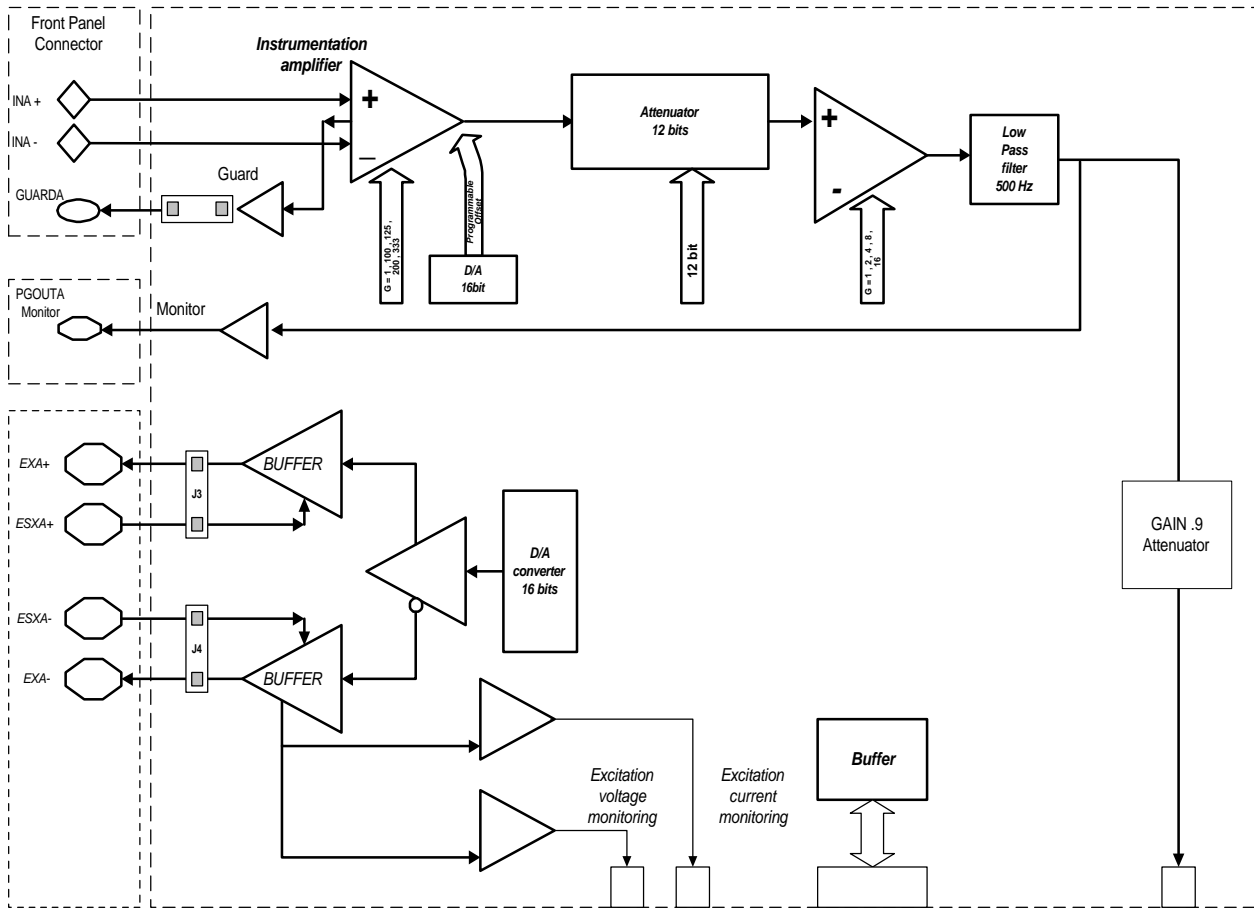 Front Panel
Connector
Instrumentation
amplifier
INA +
INA -
GUARDA
Guard
+
_
G = 1 , 100 , 125 ,
200 , 333
Programmable
Offset
D/A
16bit
Attenuator
12 bits
12 bit
+
-
G = 1 , 2 , 4 , 8 ,
16
Low
Pass
filter
500 Hz
PGOUTA
Monitor
Monitor
EXA+
ESXA+
J3
BUFFER
D/A
converter
16 bits
GAIN .9
Attenuator
ESXA-
EXA-
J4
BUFFER
Excitation
voltage
monitoring
Excitation
current
monitoring
Buffer